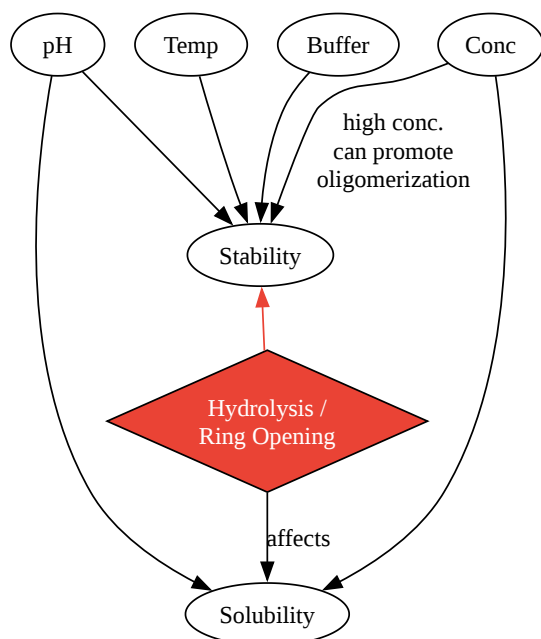 pH
Temp
Buffer
Conc
high conc.
can promote
oligomerization
Stability
Hydrolysis /
Ring Opening
affects
Solubility